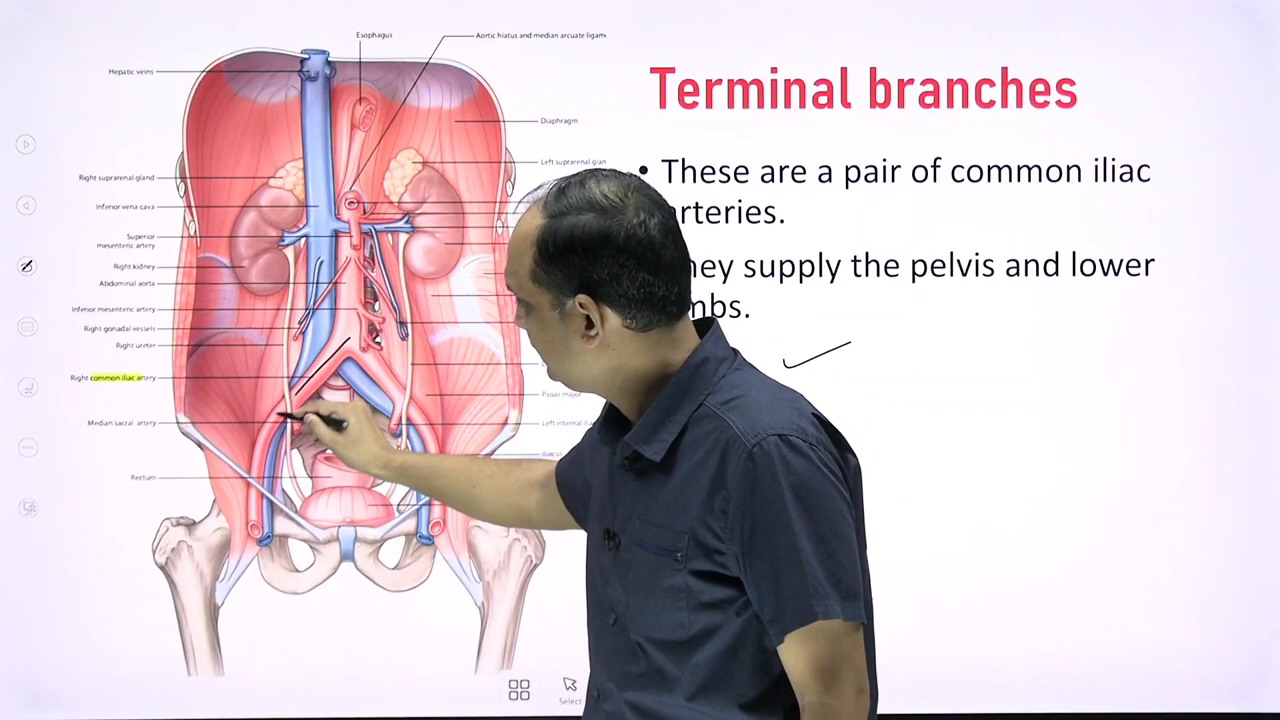 Esophagus
Aortic hiatus and median arcuate ligam
Hepatic veins
Diaphragm
Left suprarenal glan
Right suprarenal gland
Inferior vena cava
Superior
mesenteric artery
Right kidney
Abdominal aorta
Inferior mesenteric artery
Right gonadal vessels
Right ureter
Right common iliac artery
Psoas major
Median sacral artery
Left internal
iliacus
Rectum
Terminal branches
• These are a pair of common iliac
rteries.
hey supply the pelvis and lower
mbs.
Select